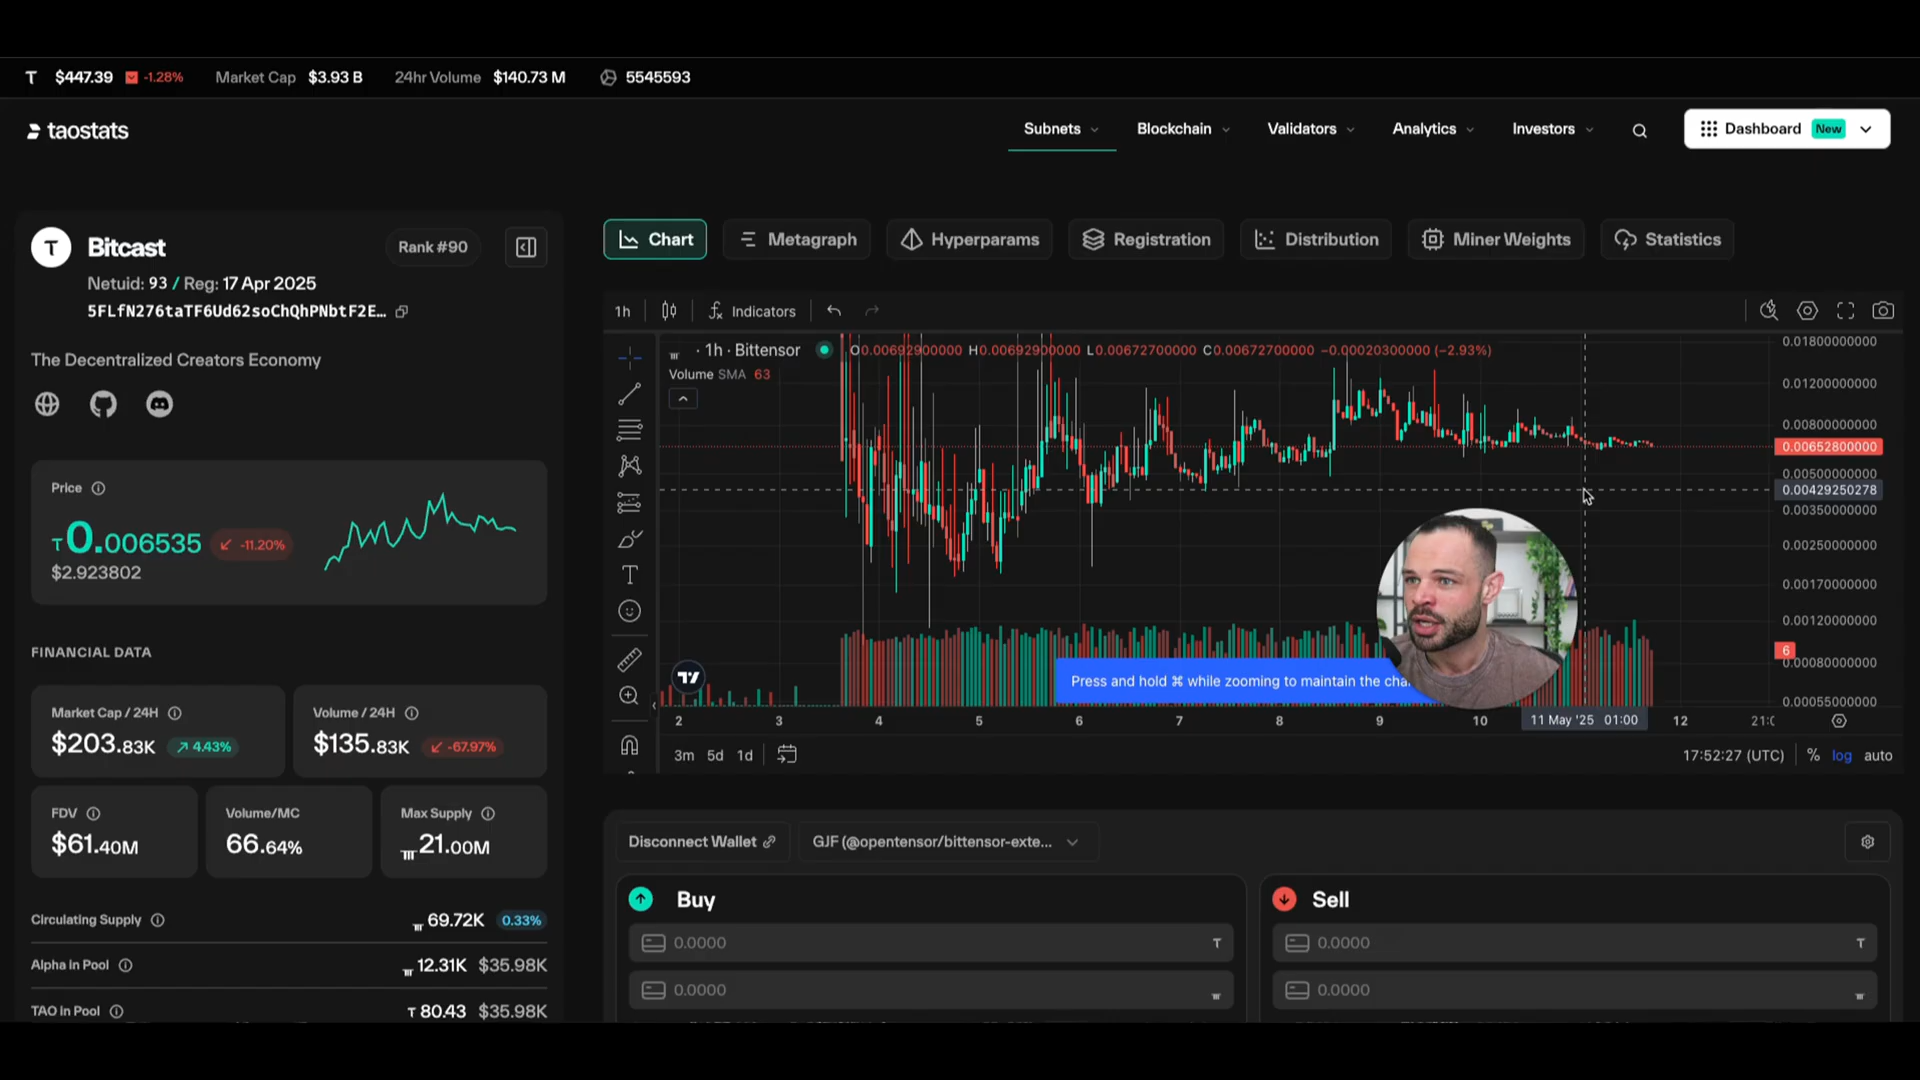 T $447.39 -1.28% Market Cap $3.93 B 24hr Volume $140.73 M 5545593
taostats
Subnets Blockchain Validators Analytics Investors Dashboard New
T Bitcast Rank #90
Netuid: 93 / Reg: 17 Apr 2025
5FLfN276taTF6Ud62soChQhPNbtF2E…
The Decentralized Creators Economy
Price
T0.006535 -11.20%
$2.923802
FINANCIAL DATA
Market Cap / 24H
$203.83K 4.43%
Volume / 24H
$135.83K -67.97%
FDV
$61.40M
Volume/MC
66.64%
Max Supply
21.00M
Circulating Supply 69.72K 0.33%
Alpha in Pool 12.31K $35.98K
TAO in Pool T 80.43 $35.98K
Chart Metagraph Hyperparams Registration Distribution Miner Weights Statistics
1h Indicators
· 1h · Bittensor O0.00692900000 H0.00692900000 L0.00672700000 C0.00672700000 −0.00020300000 (−2.93%)
Volume SMA 63
0.01800000000
0.01200000000
0.00800000000
0.00652800000
0.00500000000
0.00429250278
0.00350000000
0.00250000000
0.00170000000
0.00120000000
6
0.00080000000
0.00055000000
Press and hold ⌘ while zooming to maintain the cha
2 3 4 5 6 7 8 9 10 11 May '25 01:00 12
3m 5d 1d 17:52:27 (UTC) % log auto
Disconnect Wallet GJF (@opentensor/bittensor-exte...
Buy
0.0000 T
0.0000
Sell
0.0000 T
0.0000